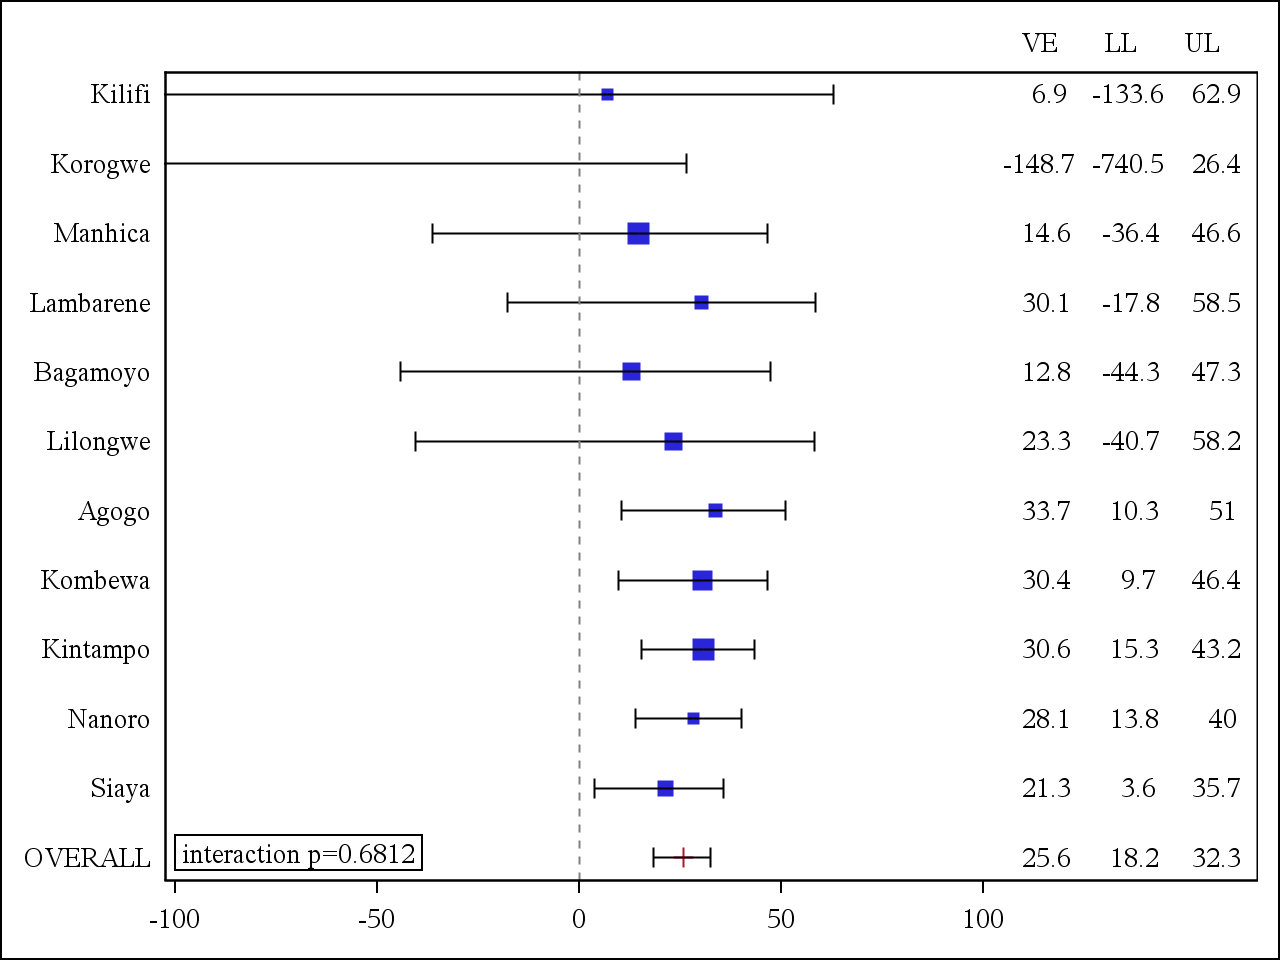 VE LL UL
Kilifi 6.9 -133.6 62.9
Korogwe -148.7 -740.5 26.4
Manhica 14.6 -36.4 46.6
Lambarene 30.1 -17.8 58.5
Bagamoyo 12.8 -44.3 47.3
Lilongwe 23.3 -40.7 58.2
Agogo 33.7 10.3 51
Kombewa 30.4 9.7 46.4
Kintampo 30.6 15.3 43.2
Nanoro 28.1 13.8 40
Siaya 21.3 3.6 35.7
OVERALL interaction p=0.6812 25.6 18.2 32.3
-100 -50 0 50 100